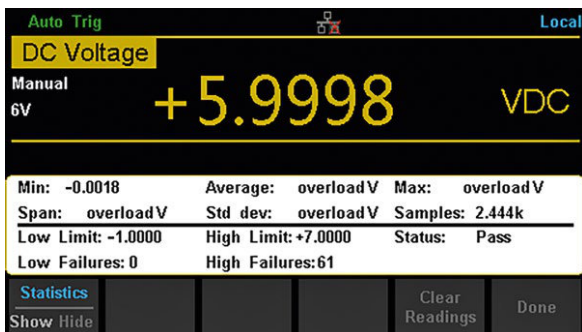 Auto Trig Local
DC Voltage
Manual
6V
+5.9998 VDC
Min: -0.0018 Average: overload V Max: overload V
Span: overload V Std dev: overload V Samples: 2.444k
Low Limit: -1.0000 High Limit: +7.0000 Status: Pass
Low Failures: 0 High Failures: 61
Statistics
Show Hide
Clear
Readings
Done